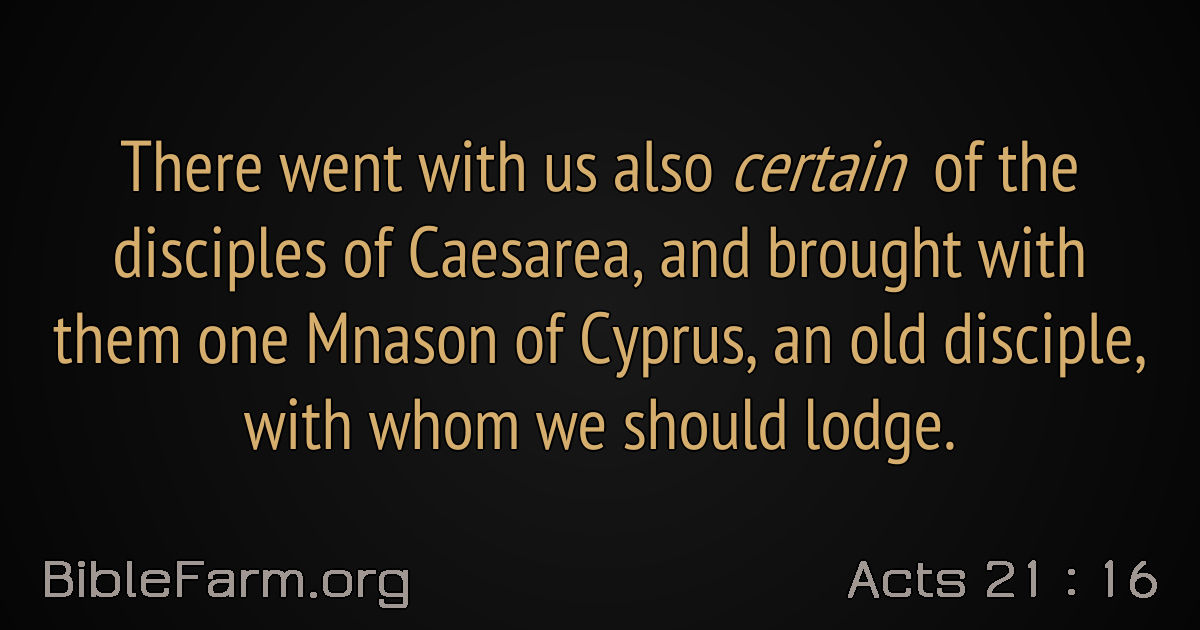 There went with us also certain of the
disciples of Caesarea, and brought with
them one Mnason of Cyprus, an old disciple,
with whom we should lodge.
BibleFarm.org
Acts 21 : 16